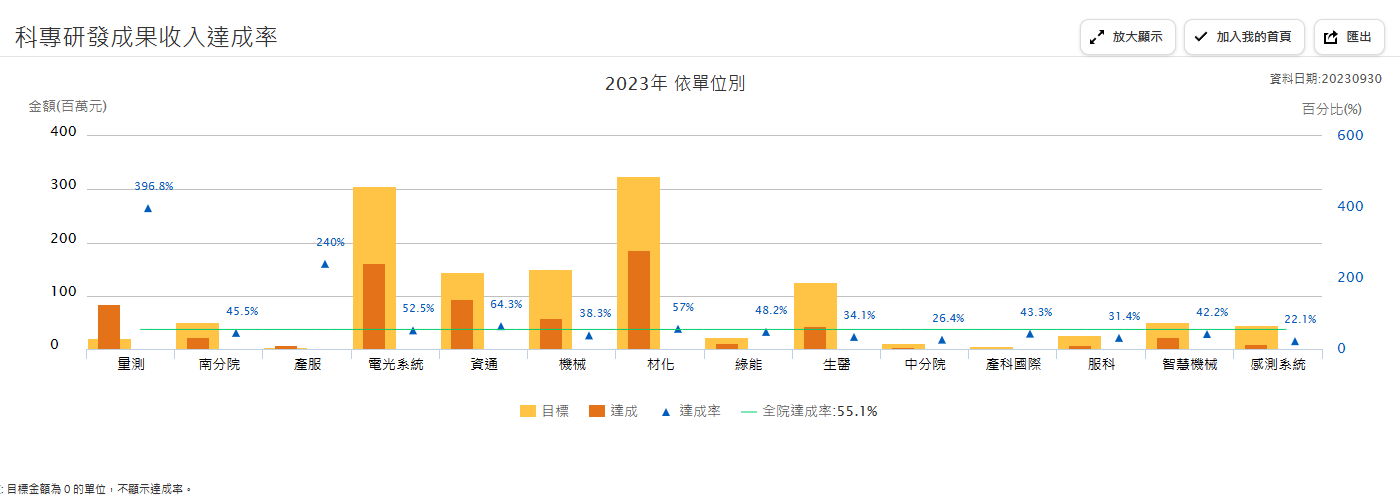 科專研發成果收入達成率
放大顯示
加入我的首頁
匯出
2023年 依單位別
資料日期:20230930
金額(百萬元)
百分比(%)
400
600
300
396.8%
400
200
240%
200
100
45.5%
52.5%
64.3%
38.3%
57%
48.2%
34.1%
26.4%
43.3%
31.4%
42.2%
22.1%
0
0
量測
南分院
產服
電光系統
資通
機械
材化
綠能
生醫
中分院
產科國際
服科
智慧機械
感測系統
目標
達成
達成率
全院達成率:55.1%
: 目標金額為 0 的單位，不顯示達成率。